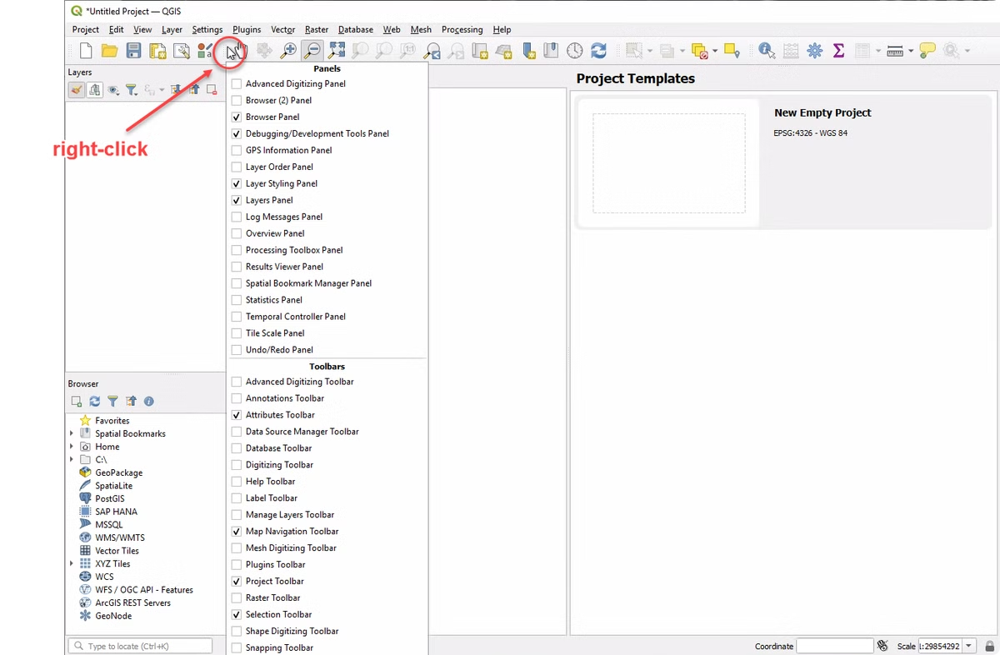 *Untitled Project — QGIS
Project Edit View Layer Settings Plugins Vector Raster Database Web Mesh Processing Help
Layers
right-click
Panels
Advanced Digitizing Panel
Browser (2) Panel
Browser Panel
Debugging/Development Tools Panel
GPS Information Panel
Layer Order Panel
Layer Styling Panel
Layers Panel
Log Messages Panel
Overview Panel
Processing Toolbox Panel
Results Viewer Panel
Spatial Bookmark Manager Panel
Statistics Panel
Temporal Controller Panel
Tile Scale Panel
Undo/Redo Panel
Toolbars
Advanced Digitizing Toolbar
Annotations Toolbar
Attributes Toolbar
Data Source Manager Toolbar
Database Toolbar
Digitizing Toolbar
Help Toolbar
Label Toolbar
Manage Layers Toolbar
Map Navigation Toolbar
Mesh Digitizing Toolbar
Plugins Toolbar
Project Toolbar
Raster Toolbar
Selection Toolbar
Shape Digitizing Toolbar
Snapping Toolbar
Project Templates
New Empty Project
EPSG:4326 - WGS 84
Browser
Favorites
Spatial Bookmarks
Home
C:\
GeoPackage
SpatiaLite
PostGIS
SAP HANA
MSSQL
WMS/WMTS
Vector Tiles
XYZ Tiles
WCS
WFS / OGC API - Features
ArcGIS REST Servers
GeoNode
Type to locate (Ctrl+K)
Coordinate
Scale 1:29854292